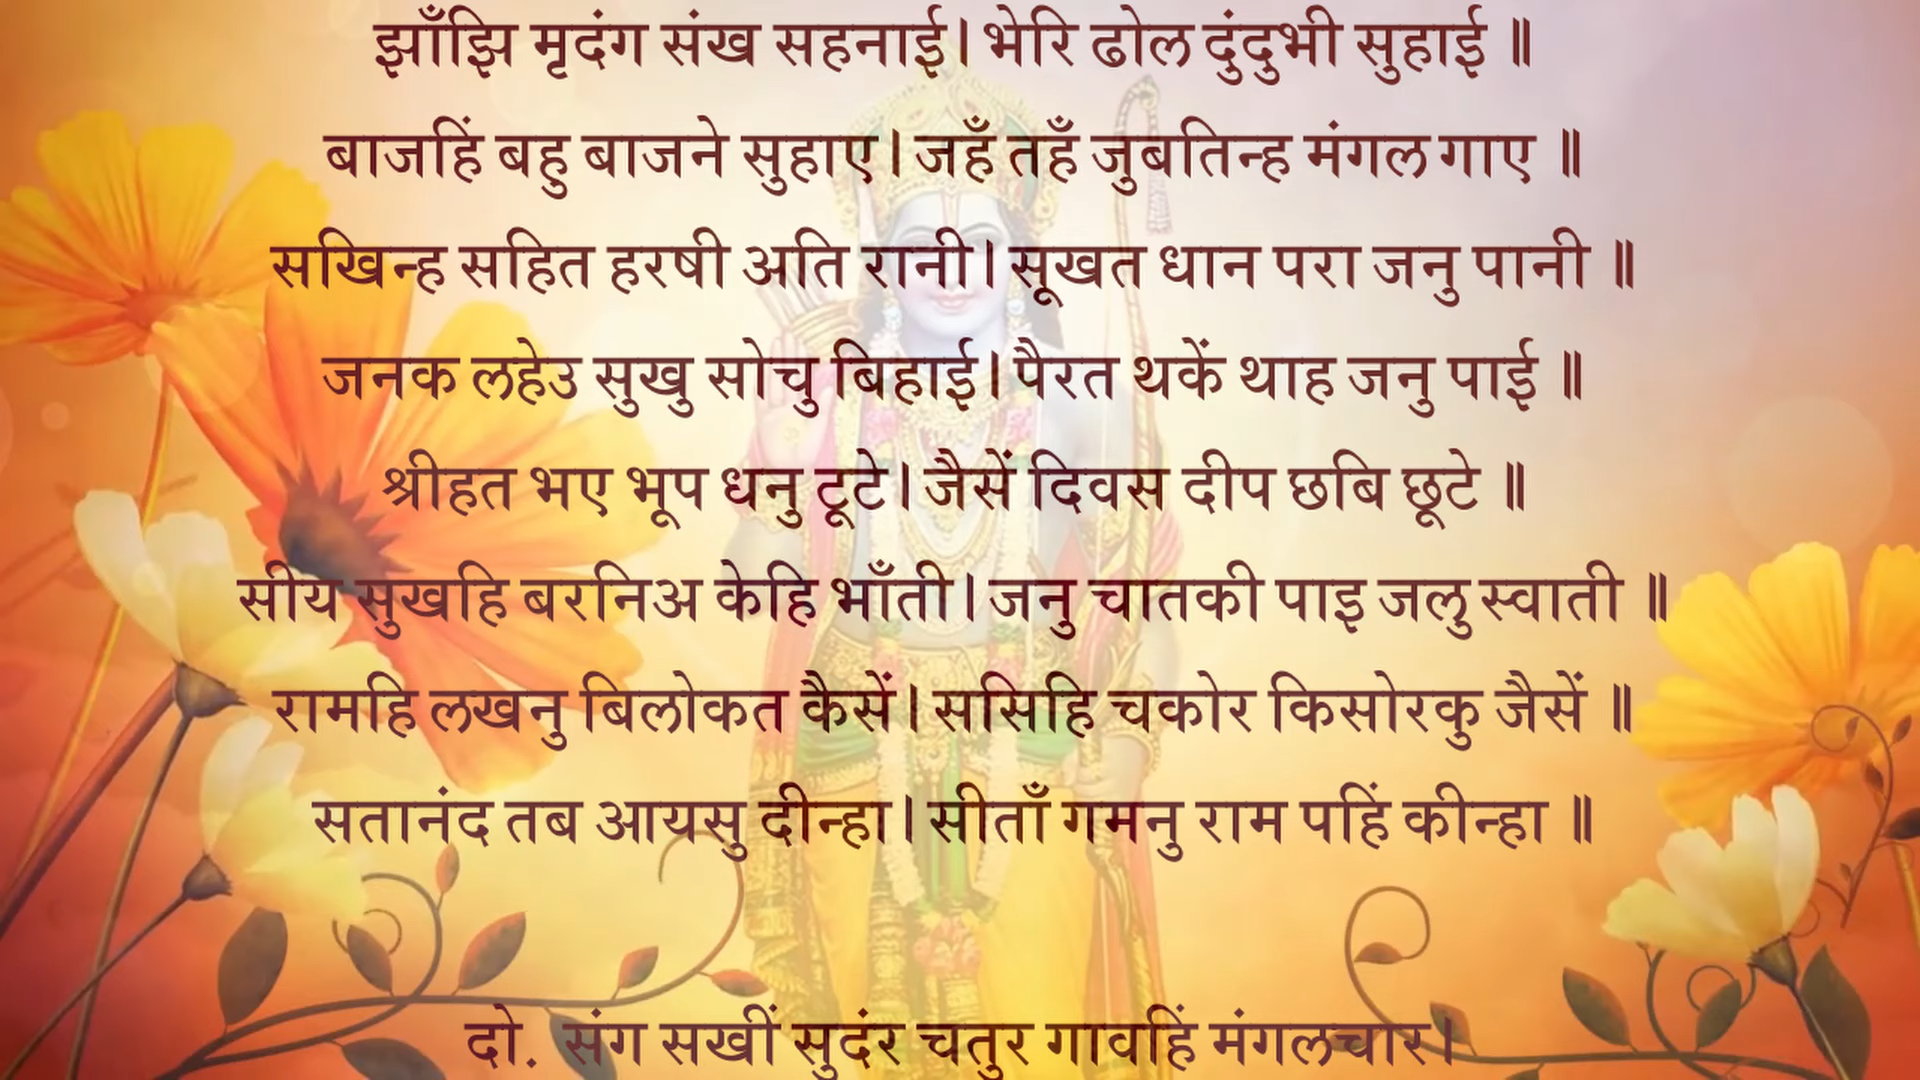 झाँझि मृदंग संख सहनाई। भेरि ढोल दुंदुभी सुहाई ॥
बाजहिं बहु बाजने सुहाए। जहँ तहँ जुबतिन्ह मंगल गाए ॥
सखिन्ह सहित हरषी अति रानी। सूखत धान परा जनु पानी ॥
जनक लहेउ सुखु सोचु बिहाई। पैरत थकें थाह जनु पाई ॥
श्रीहत भए भूप धनु टूटे। जैसें दिवस दीप छबि छूटे ॥
सीय सुखहि बरनिअ केहि भाँती। जनु चातकी पाइ जलु स्वाती ॥
रामहि लखनु बिलोकत कैसें। ससिहि चकोर किसोरकु जैसें ॥
सतानंद तब आयसु दीन्हा। सीताँ गमनु राम पहिं कीन्हा ॥
दो. संग सखीं सुदंर चतुर गावहिं मंगलचार।